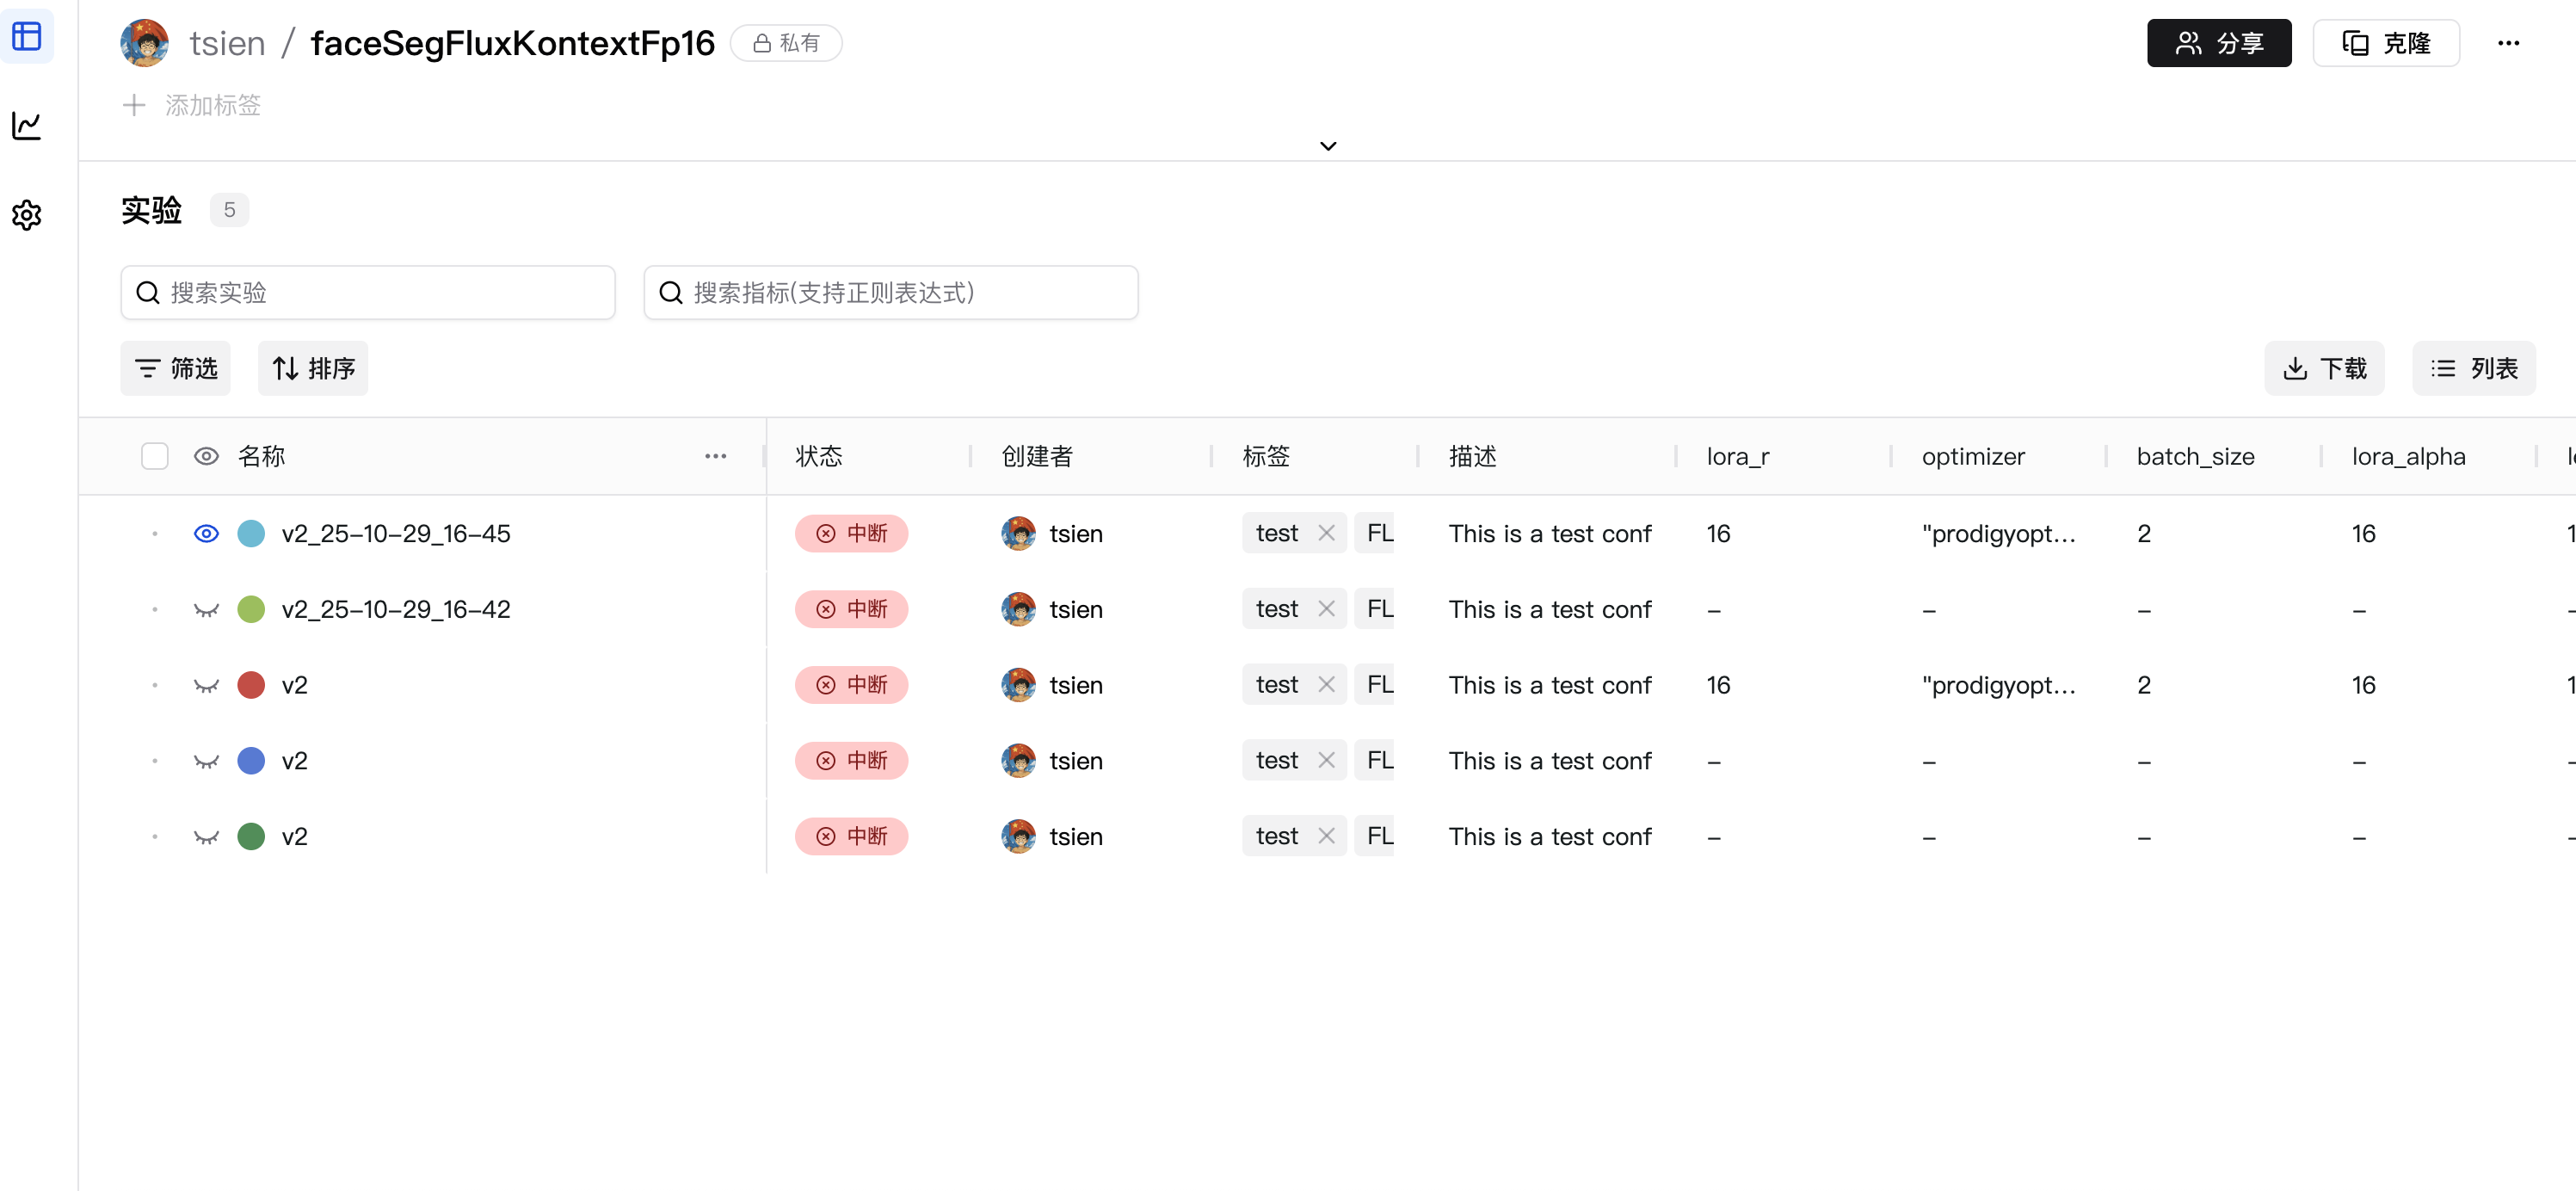 tsien / faceSegFluxKontextFp16 私有
分享 克隆
添加标签
实验 5
搜索实验 搜索指标(支持正则表达式)
筛选 排序 下载 列表
名称 状态 创建者 标签 描述 lora_r optimizer batch_size lora_alpha
v2_25-10-29_16-45 中断 tsien test FL This is a test conf 16 "prodigyopt... 2 16
v2_25-10-29_16-42 中断 tsien test FL This is a test conf - - - -
v2 中断 tsien test FL This is a test conf 16 "prodigyopt... 2 16
v2 中断 tsien test FL This is a test conf - - - -
v2 中断 tsien test FL This is a test conf - - - -